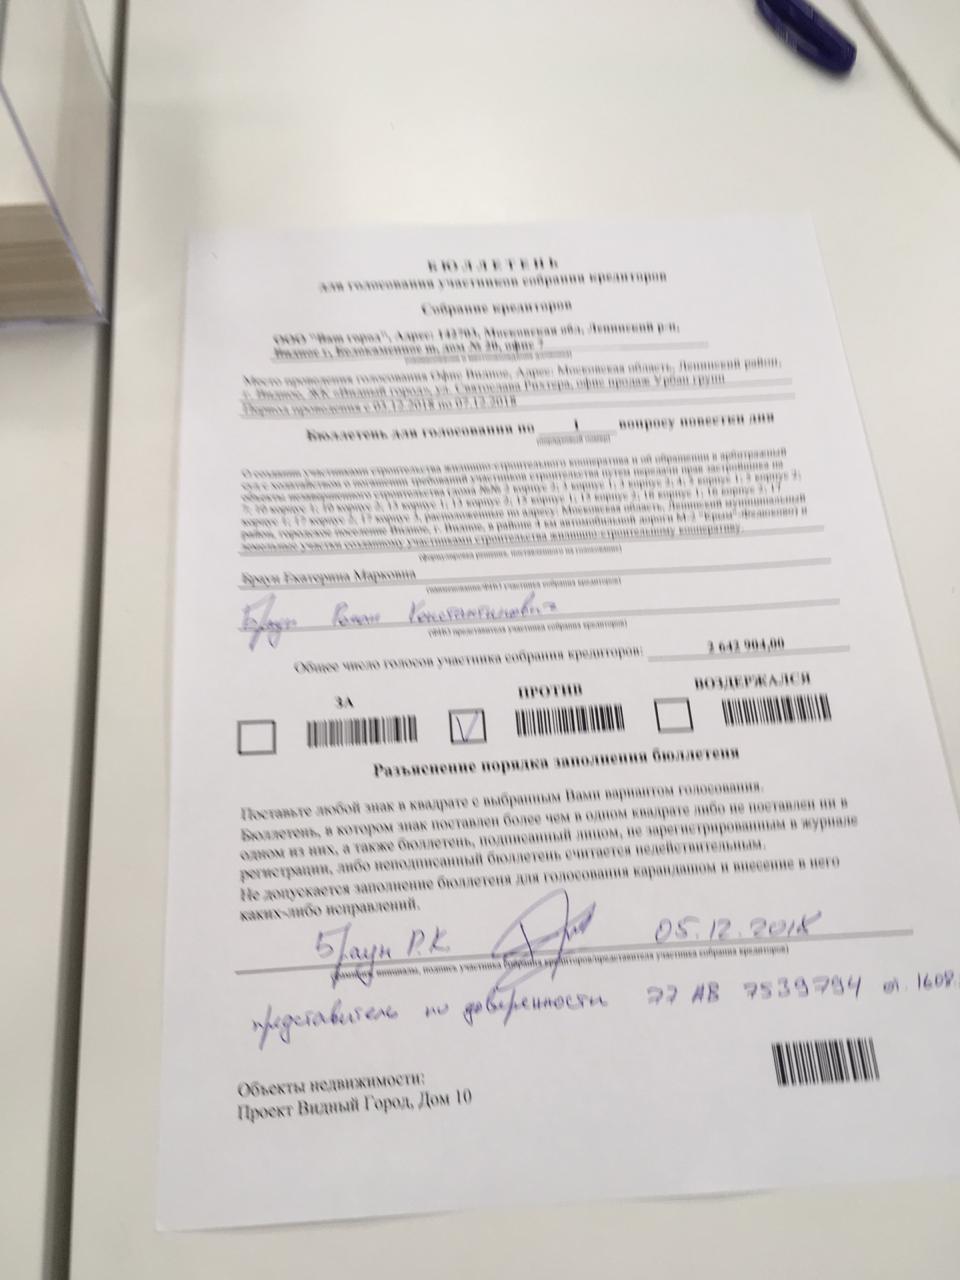 БЮЛЛЕТЕНЬ
для голосования участников собрания кредиторов
Собрание кредиторов
ООО "Ваш город", Адрес: 142703, Московская обл, Ленинский р-н,
Видное г, Белокаменное ш, дом № 20, офис 7
Место проведения голосования Офис Видное, Адрес: Московская область, Ленинский район,
г. Видное, ЖК «Видный город», ул. Святослава Рихтера, офис продаж Урбан групп
Период проведения с 03.12.2018 по 07.12.2018
Бюллетень для голосования по 1 вопросу повестки дня
(порядковый номер)
О создании участниками строительства жилищно-строительного кооператива и об обращении в арбитражный
суд с ходатайством о погашении требований участников строительства путем передачи прав застройщика на
объекты незавершенного строительства
корпус 1; 17 корпус 2, 17 корпус 3, расположенные по адресу: Московская область, Ленинский муниципальный
район, городское поселение Видное, г. Видное, в районе 4 км автомобильной дороги М-2 "Крым" и
земельные участки созданному участниками строительства жилищно-строительному кооперативу.
(формулировка решения, поставленного на голосование)
Браун Екатерина Марковна
(наименование/ФИО участника собрания кредиторов)
Браун Роман Константинович
(ФИО представителя участника собрания кредиторов)
Общее число голосов участника собрания кредиторов: 2 642 904,00
ЗА ПРОТИВ ВОЗДЕРЖАЛСЯ
V
Разъяснение порядка заполнения бюллетеня
Поставьте любой знак в квадрате с выбранным Вами вариантом голосования.
Бюллетень, в котором знак поставлен более чем в одном квадрате либо не поставлен ни в
одном из них, а также бюллетень, подписанный лицом, не зарегистрированным в журнале
регистрации, либо неподписанный бюллетень считается недействительным.
Не допускается заполнение бюллетеня для голосования карандашом и внесение в него
каких-либо исправлений.
Браун Р.К. 05.12.2018
(фамилия, инициалы, подпись участника собрания кредиторов/представителя участника собрания кредиторов)
представитель по доверенности 77 АВ 7539794 от. 1608.
Объекты недвижимости:
Проект Видный Город, Дом 10